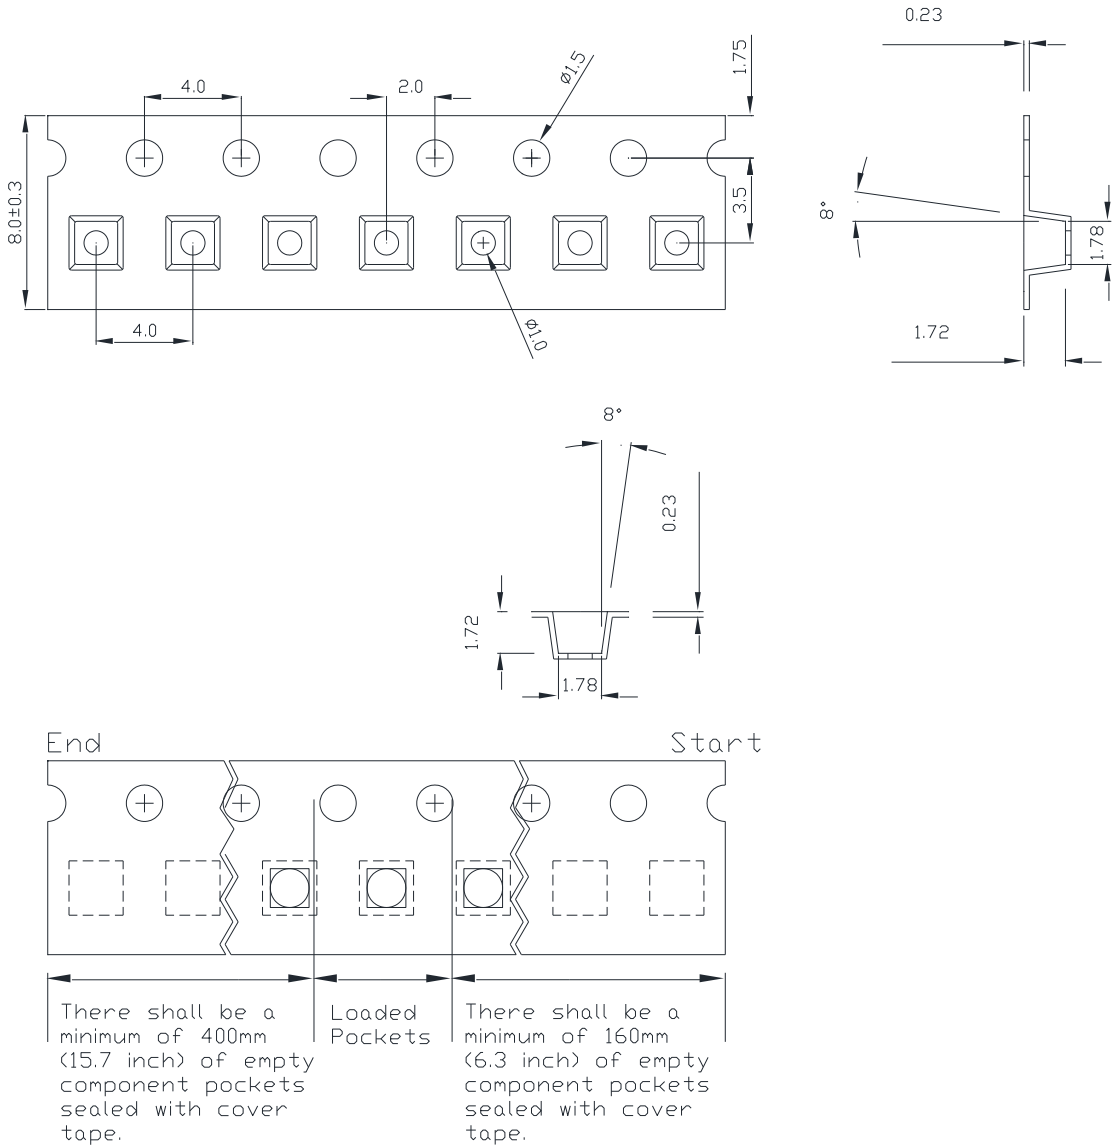 0.23
1.75
⌀1.5
4.0
2.0
8.0±0.3
3.5
8°
1.78
4.0
⌀1.0
1.72
8°
0.23
1.72
1.78
End
Start
There shall be a
minimum of 400mm
(15.7 inch) of empty
component pockets
sealed with cover
tape.
Loaded
Pockets
There shall be a
minimum of 160mm
(6.3 inch) of empty
component pockets
sealed with cover
tape.